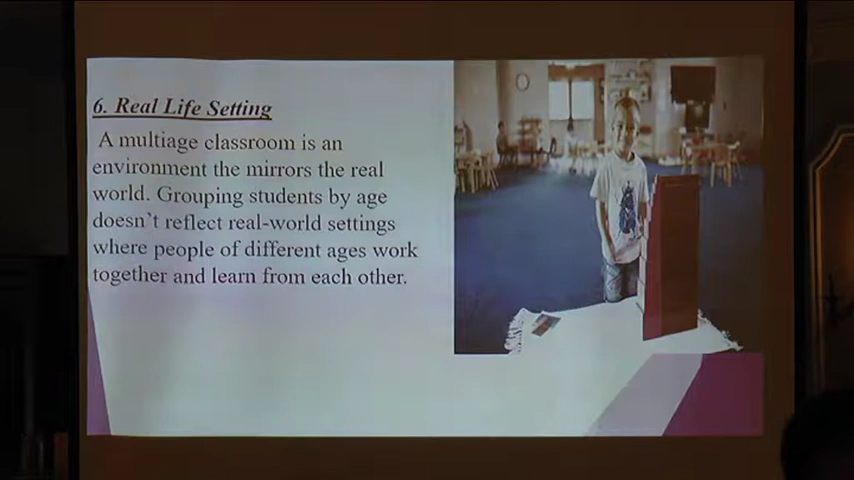 6. Real Life Setting
A multiage classroom is an
environment the mirrors the real
world. Grouping students by age
doesn't reflect real-world settings
where people of different ages work
together and learn from each other.